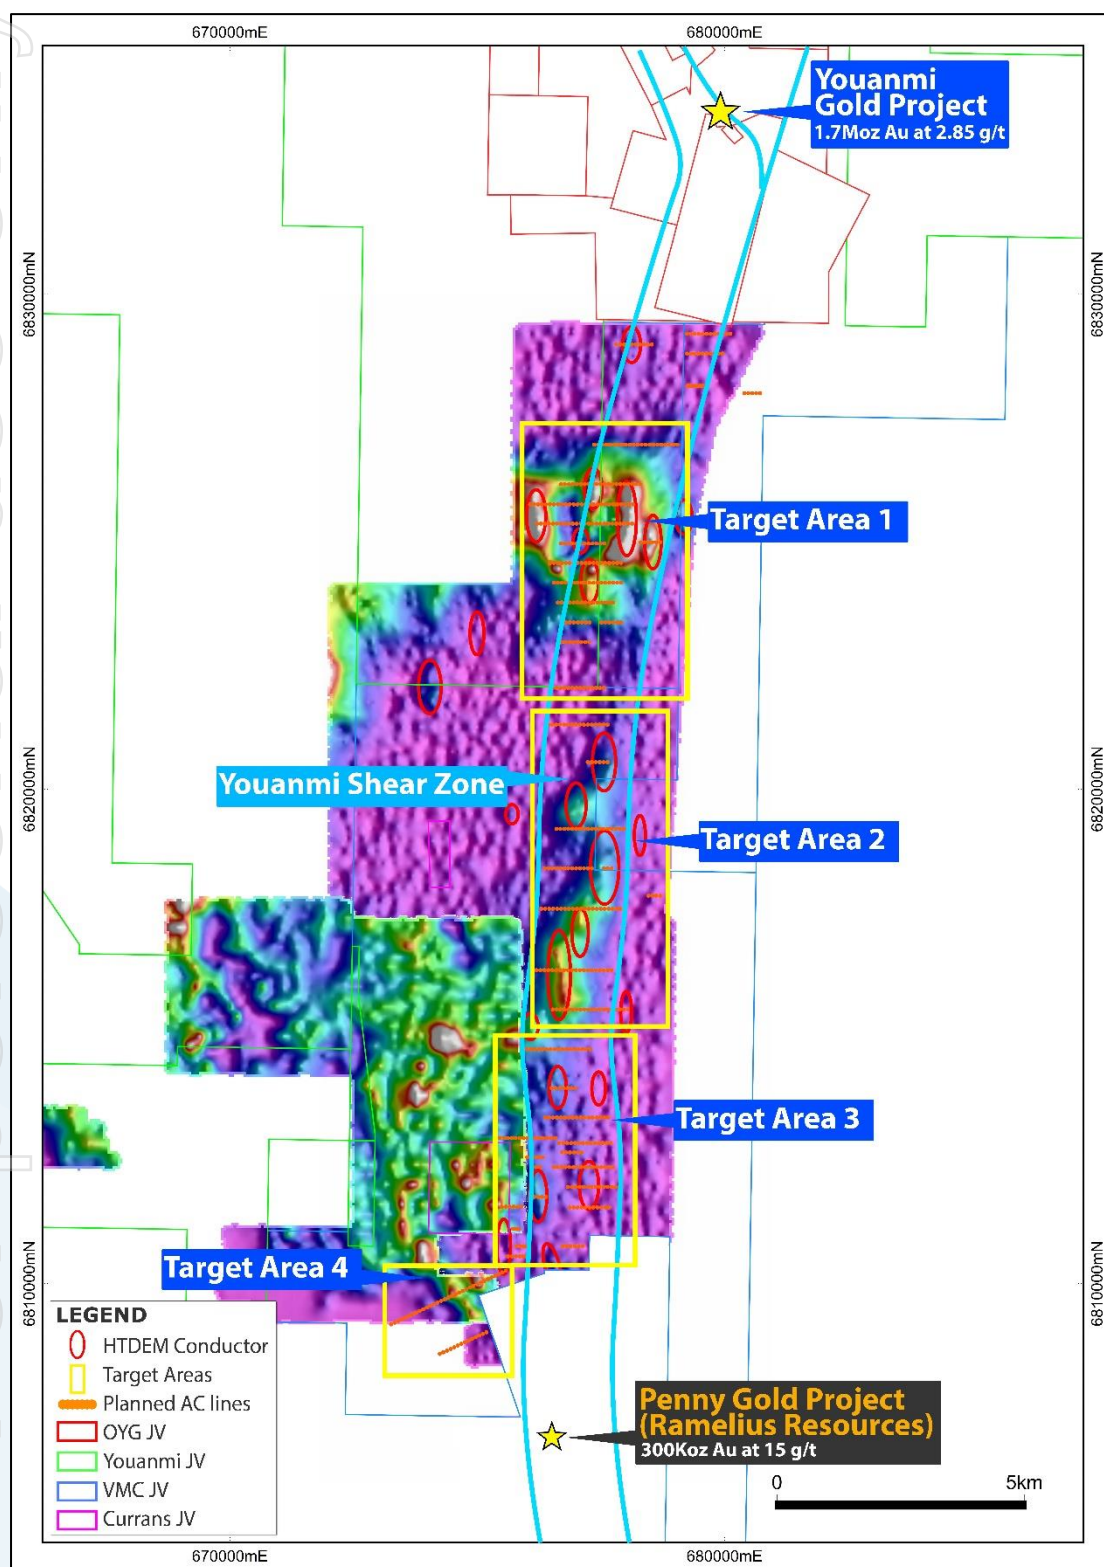 670000mE
680000mE
Youanmi
Gold Project
1.7Moz Au at 2.85 g/t
6830000mN
6830000mN
Target Area 1
Youanmi Shear Zone
6820000mN
6820000mN
Target Area 2
Target Area 3
Target Area 4
6810000mN
6810000mN
LEGEND
HTDEM Conductor
Target Areas
Planned AC lines
OYG JV
Youanmi JV
VMC JV
Currans JV
Penny Gold Project
(Ramelius Resources)
300Koz Au at 15 g/t
0
5km
670000mE
680000mE